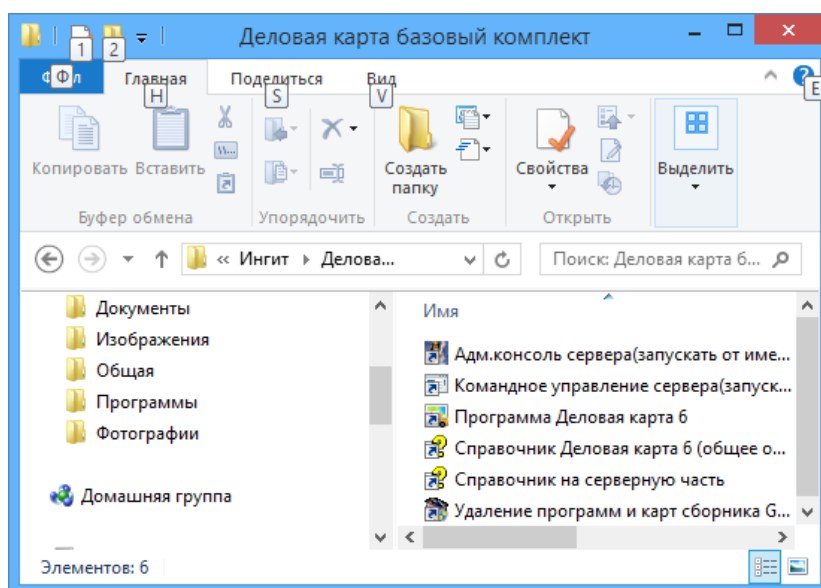 Деловая карта базовый комплект
1 2
Файл Главная Поделиться Вид
Ф Н S V E
Копировать Вставить Создать папку Свойства Выделить
Буфер обмена Упорядочить Создать Открыть
« Ингит Делова... Поиск: Деловая карта б...
Документы
Изображения
Общая
Программы
Фотографии
Домашняя группа
Имя
Адм.консоль сервера(запускать от име...
Командное управление сервера(запуск...
Программа Деловая карта 6
Справочник Деловая карта 6 (общее о...
Справочник на серверную часть
Удаление программ и карт сборника G...
Элементов: 6